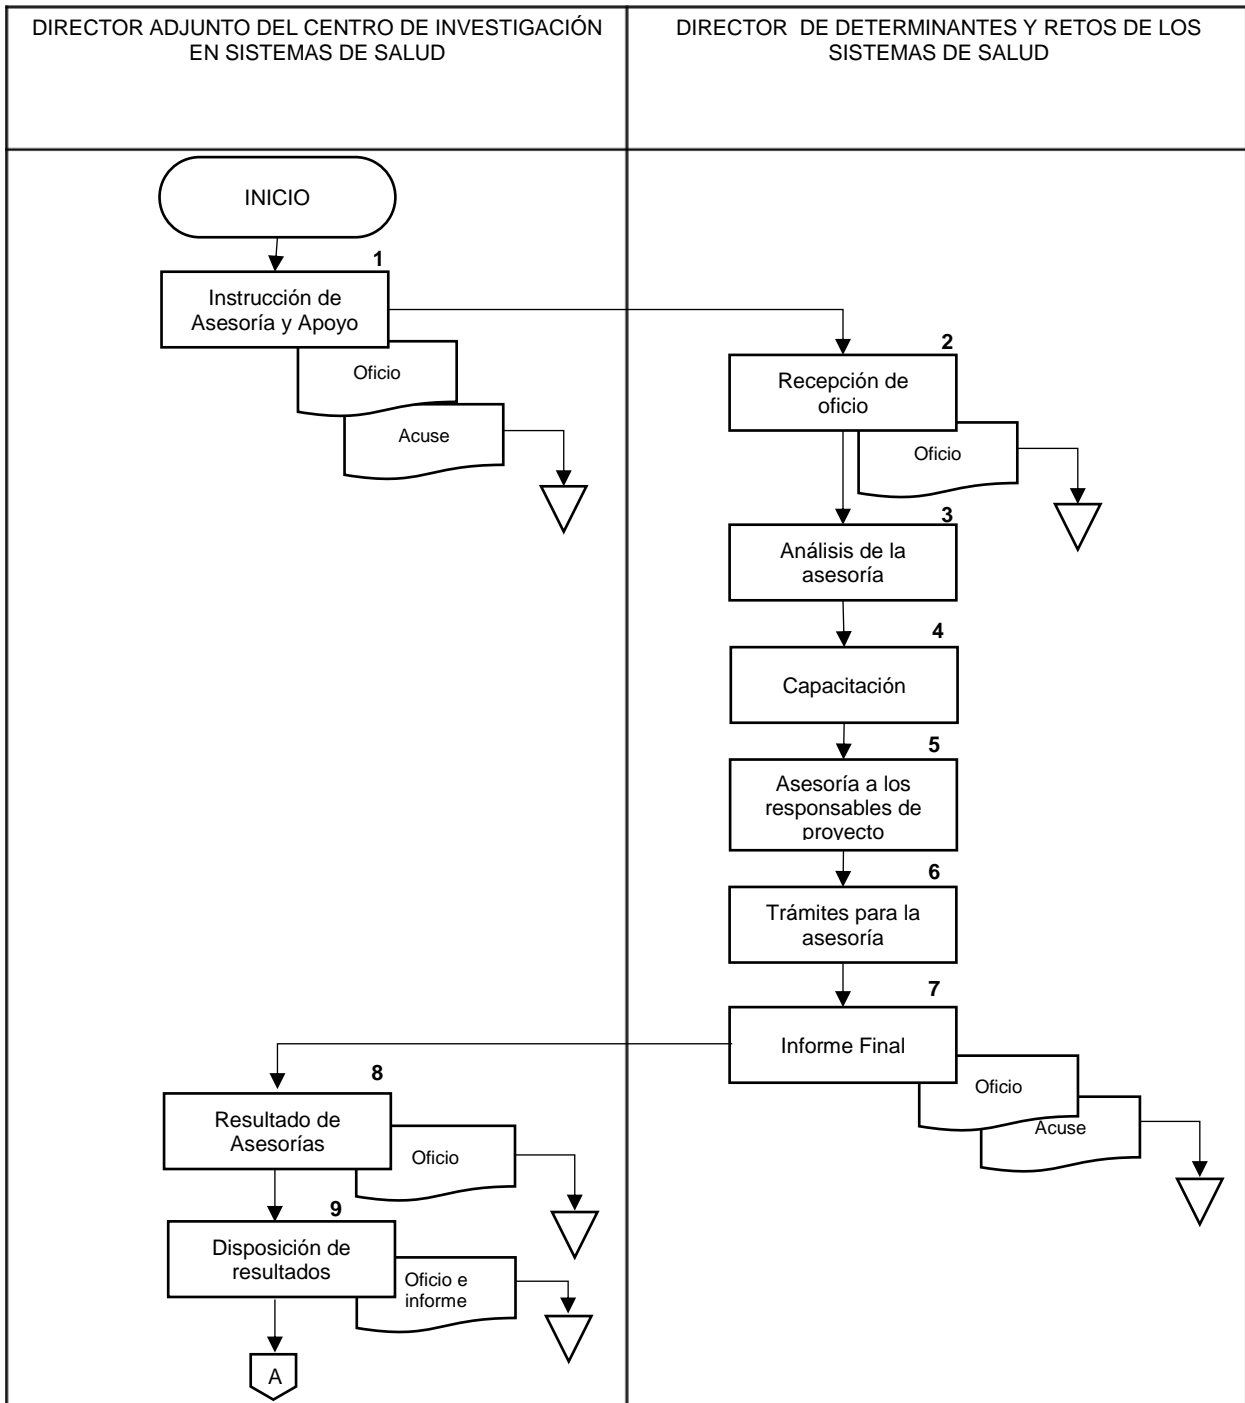 DIRECTOR ADJUNTO DEL CENTRO DE INVESTIGACIÓN
EN SISTEMAS DE SALUD
DIRECTOR DE DETERMINANTES Y RETOS DE LOS
SISTEMAS DE SALUD
INICIO
1
Instrucción de
Asesoría y Apoyo
Oficio
Acuse
2
Recepción de
oficio
Oficio
3
Análisis de la
asesoría
4
Capacitación
5
Asesoría a los
responsables de
proyecto
6
Trámites para la
asesoría
7
Informe Final
Oficio
Acuse
8
Resultado de
Asesorías
Oficio
9
Disposición de
resultados
Oficio e
informe
A